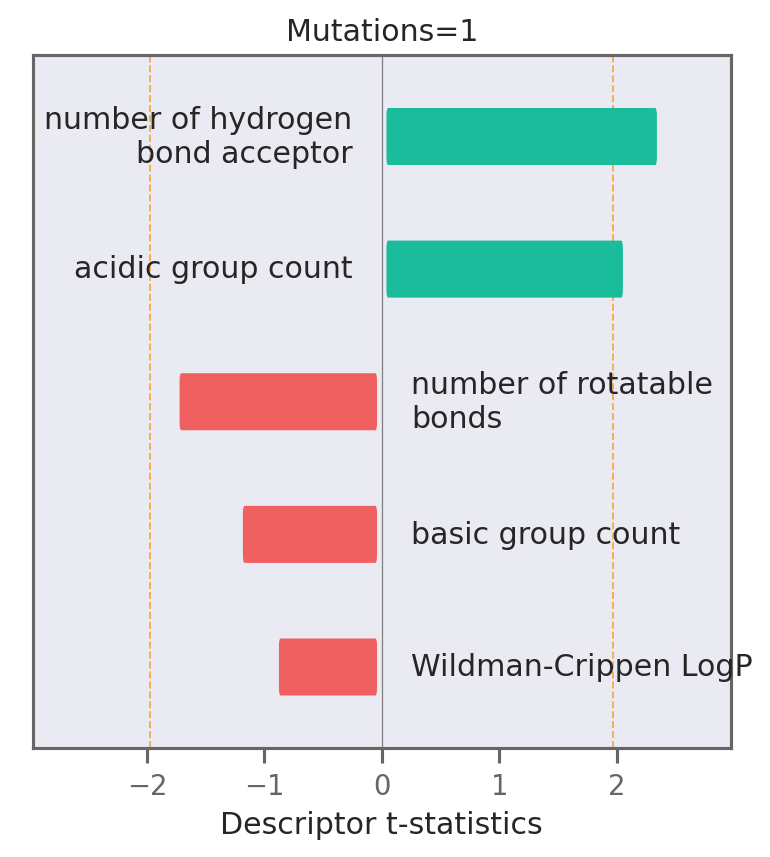 Mutations=1
number of hydrogen
bond acceptor
acidic group count
number of rotatable
bonds
basic group count
Wildman-Crippen LogP
−2 −1 0 1 2
Descriptor t-statistics